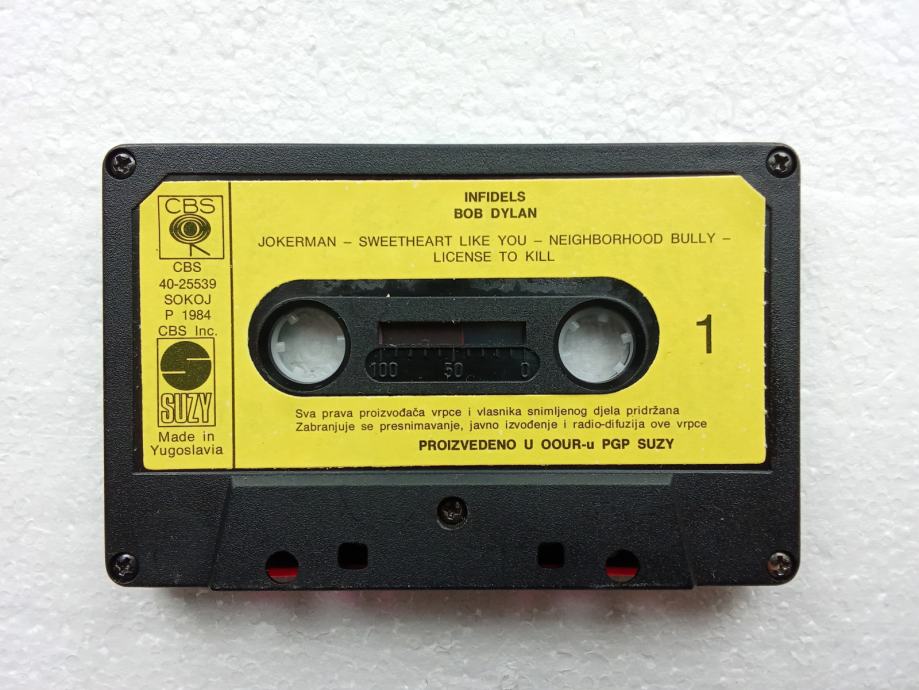 CBS
CBS
40-25539
SOKOJ
P 1984
CBS Inc.
SUZY
Made in
Yugoslavia
INFIDELS
BOB DYLAN
JOKERMAN – SWEETHEART LIKE YOU – NEIGHBORHOOD BULLY –
LICENSE TO KILL
100 50 0
1
Sva prava proizvođača vrpce i vlasnika snimljenog djela pridržana
Zabranjuje se presnimavanje, javno izvođenje i radio-difuzija ove vrpce
PROIZVEDENO U OOUR-u PGP SUZY